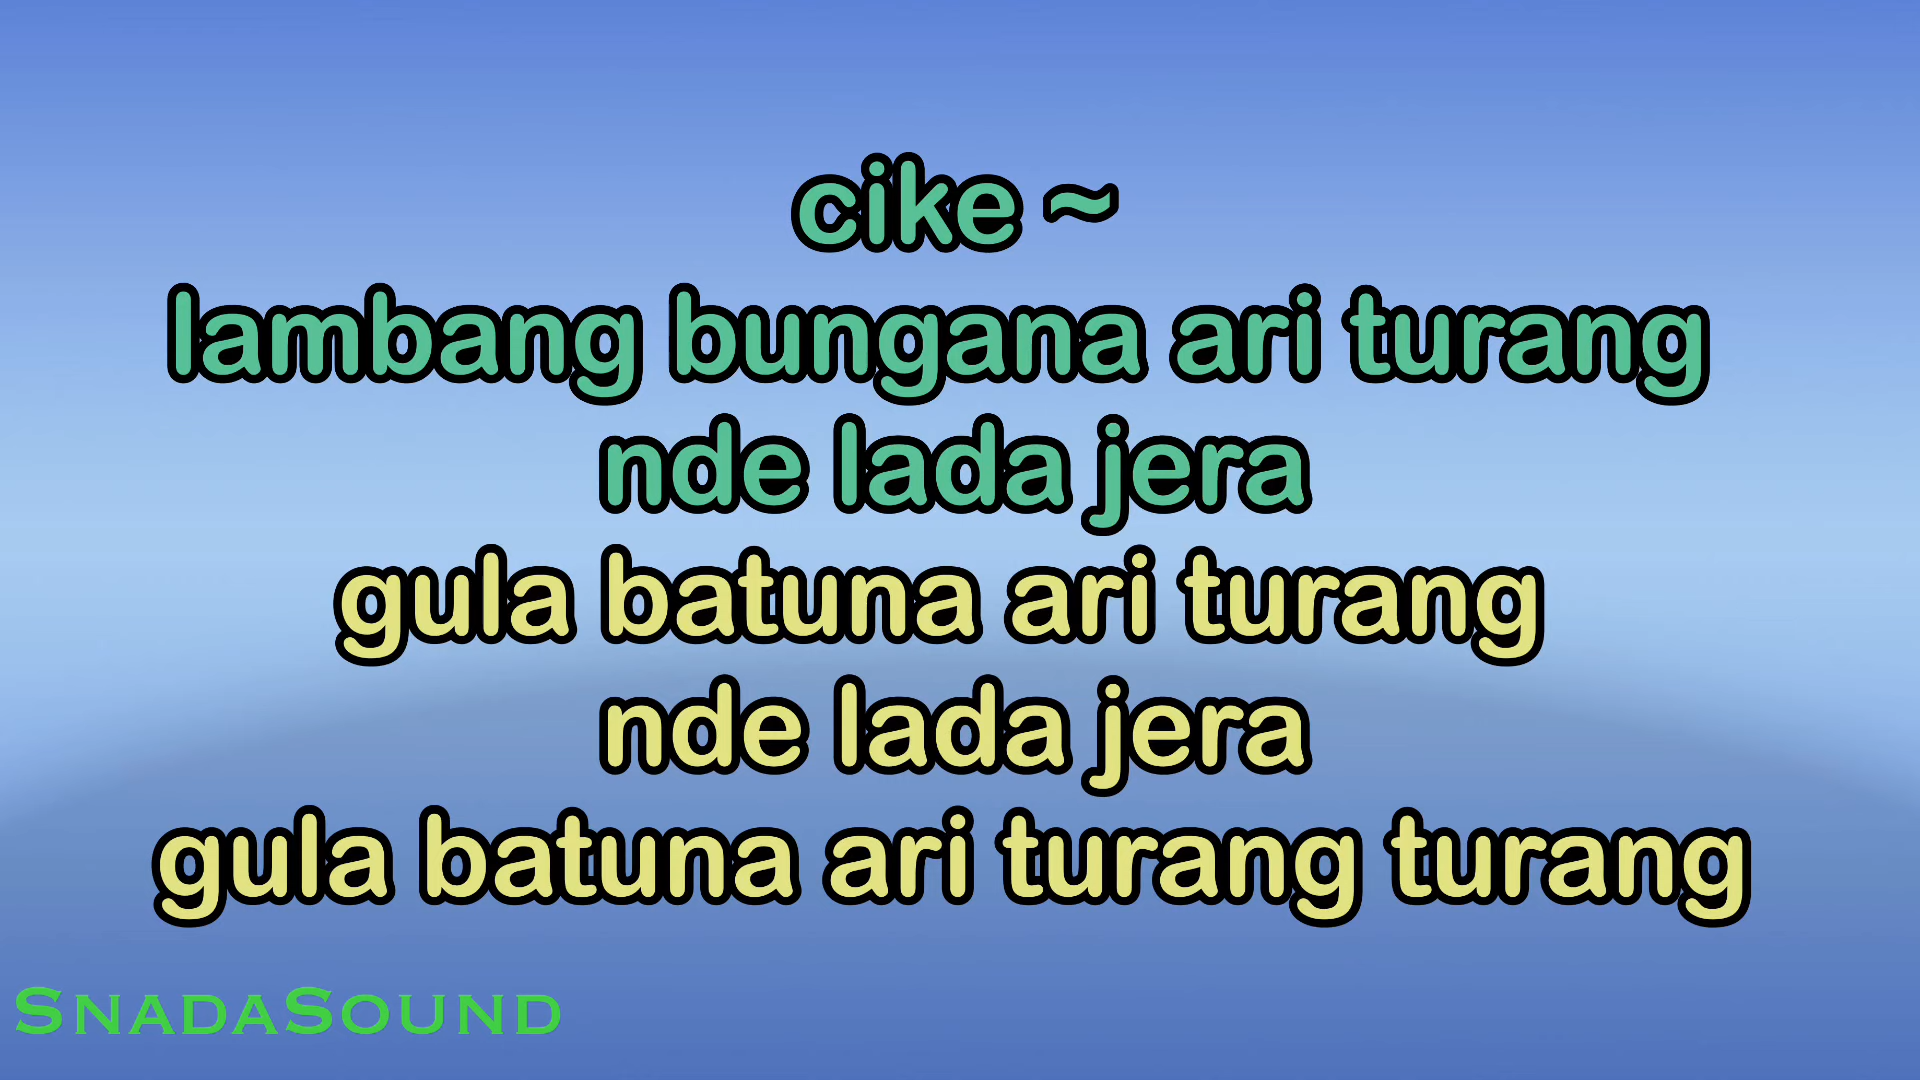 cike ~
lambang bungana ari turang
nde lada jera
gula batuna ari turang
nde lada jera
gula batuna ari turang turang
SnadaSound